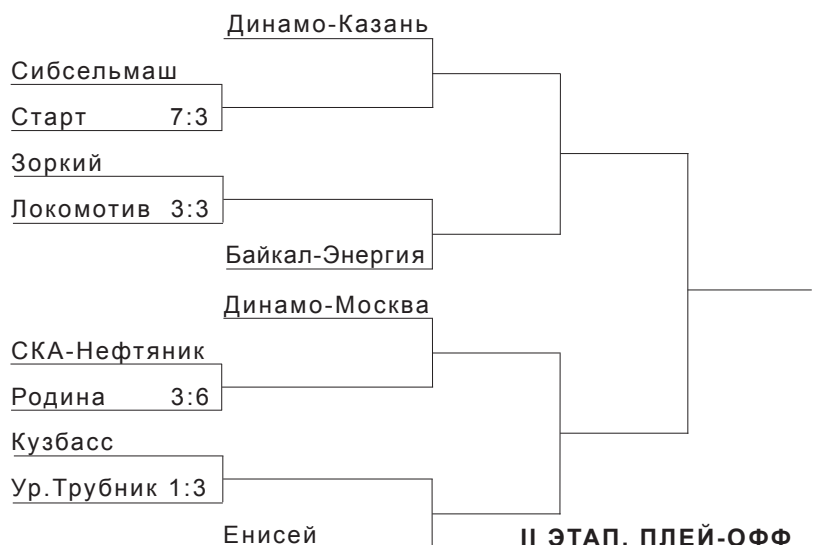 Динамо-Казань
Сибсельмаш
Старт 7:3
Зоркий
Локомотив 3:3
Байкал-Энергия
Динамо-Москва
СКА-Нефтяник
Родина 3:6
Кузбасс
Ур.Трубник 1:3
Енисей
II ЭТАП. ПЛЕЙ-ОФФ